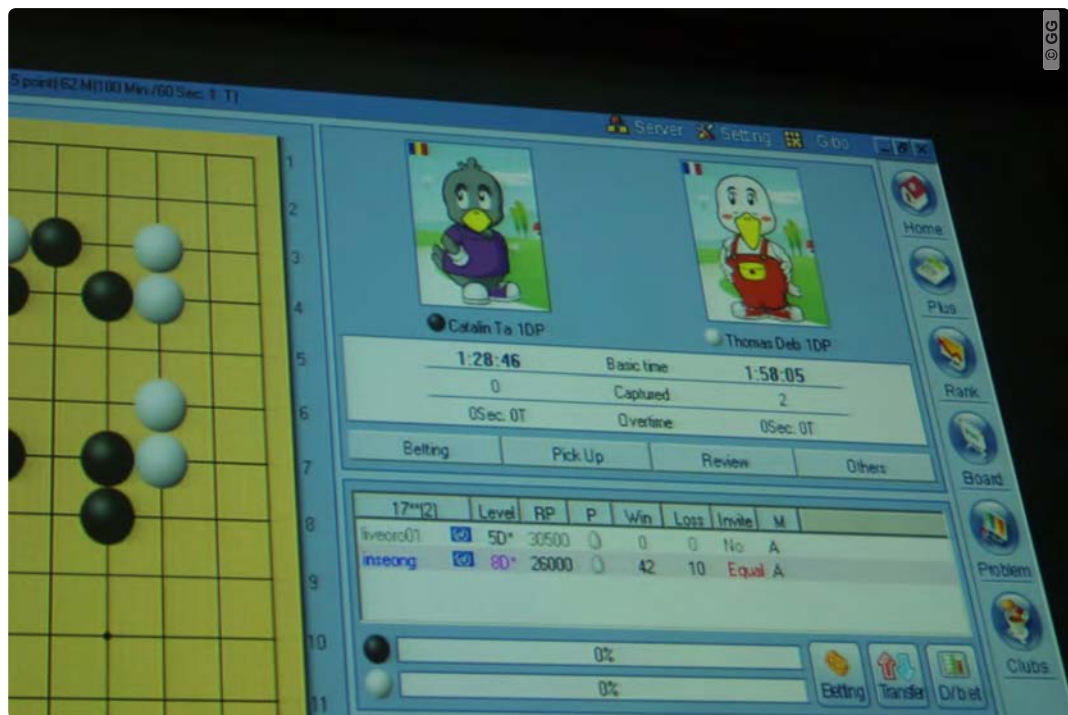 © GG
5 point(62 M(180 Min./60 Sec. 1 T)
Server Setting Gibo
1
2
3
4
5
6
7
8
9
10
11
Catalin Ta 1DP
Thomas Deb 1DP
1:28:46 Basic time 1:58:05
0 Captured 2
0Sec. 0T Overtime 0Sec. 0T
Betting Pick Up Review Others
17**(2) Level RP P Win Loss Invite M
liveoro01 5D* 30500 0 0 No A
inseong 8D* 26000 42 10 Equal A
0%
0%
Betting Transfer D/b et
Home
Plus
Rank
Board
Problem
Clubs